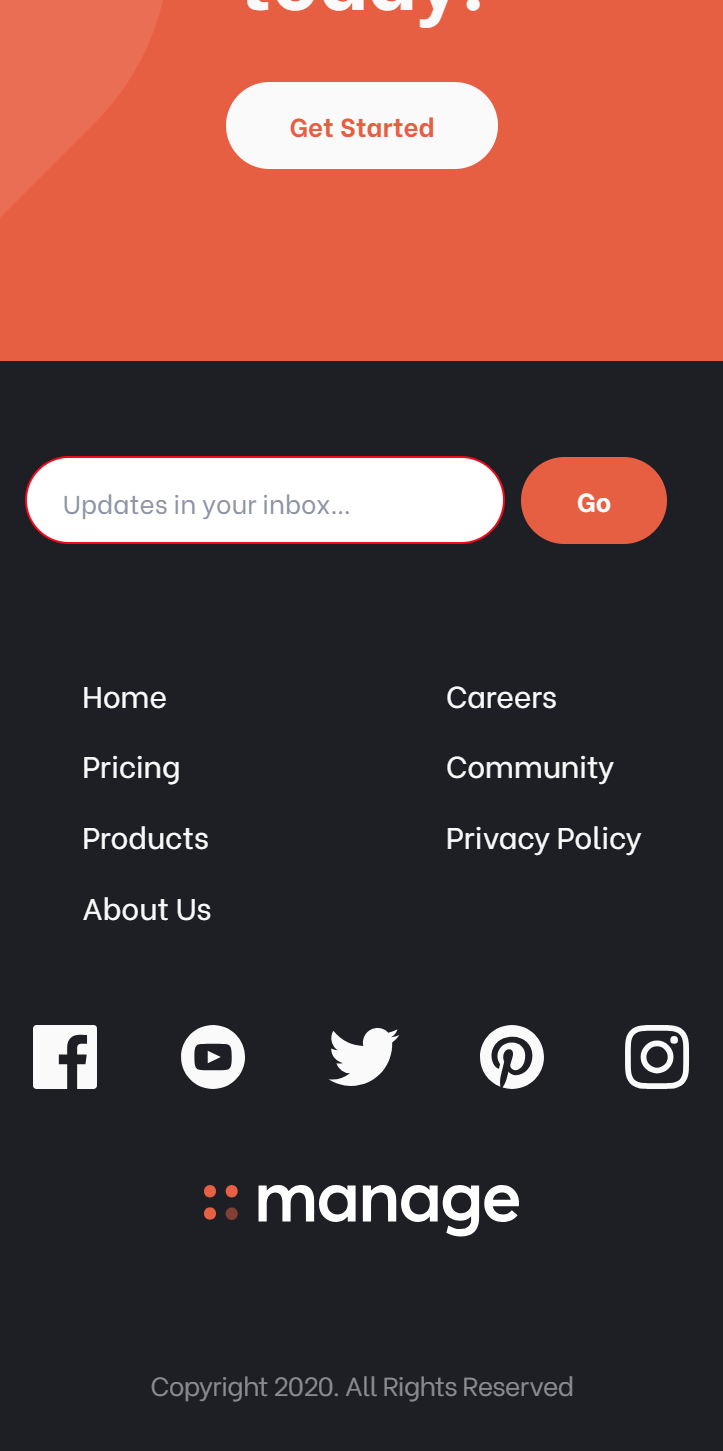 today.
Get Started
Updates in your inbox...
Go
Home
Careers
Pricing
Community
Products
Privacy Policy
About Us
manage
Copyright 2020. All Rights Reserved